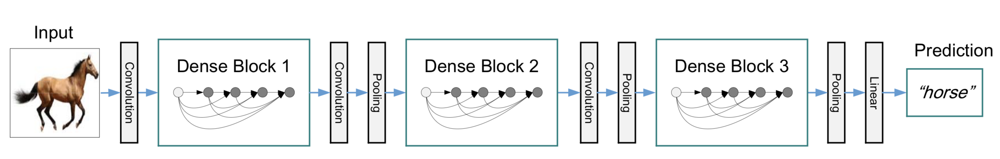 Input
Convolution
Dense Block 1
Convolution
Pooling
Dense Block 2
Convolution
Pooling
Dense Block 3
Pooling
Linear
Prediction
“horse”